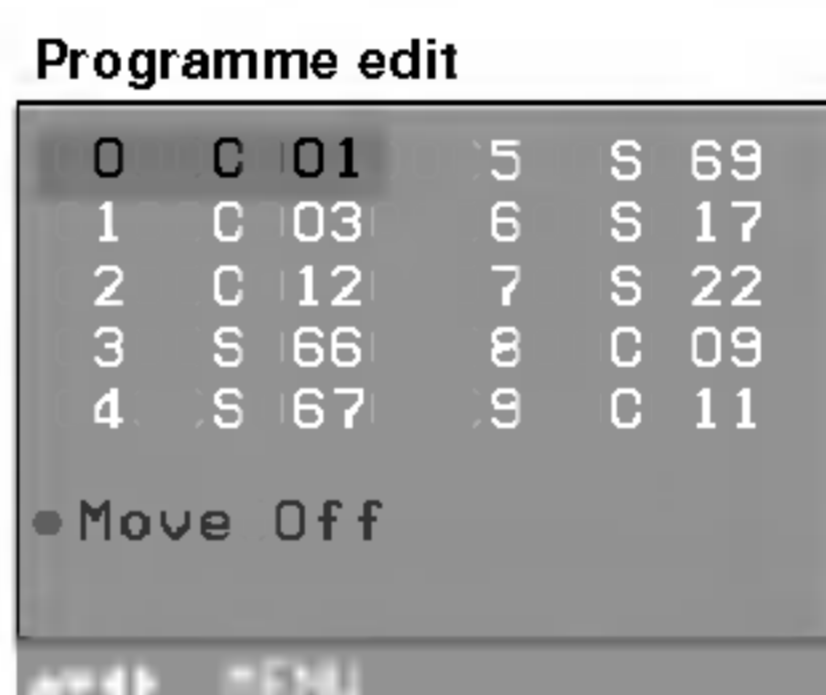 Programme edit
0 C 01 5 S 69
1 C 03 6 S 17
2 C 12 7 S 22
3 S 66 8 C 09
4 S 67 9 C 11
Move Off
MENU